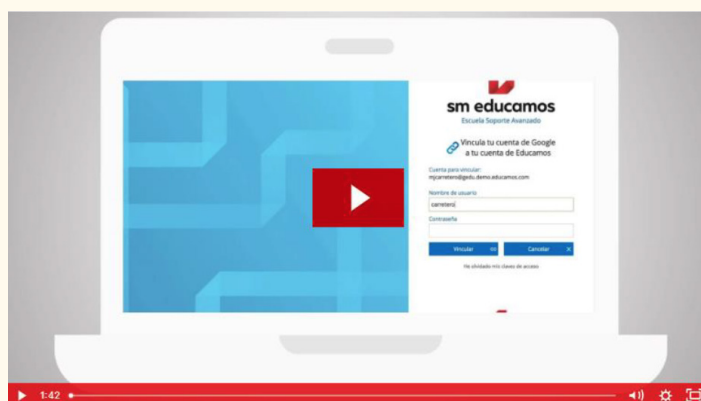 sm educamos
Escuela Soporte Avanzado
Vincula tu cuenta de Google
a tu cuenta de Educamos
Cuenta para vincular:
mjcarretero@gedu.demo.educamos.com
Nombre de usuario
carretero
Contraseña
Vincular
Cancelar X
He olvidado mis claves de acceso
1:42